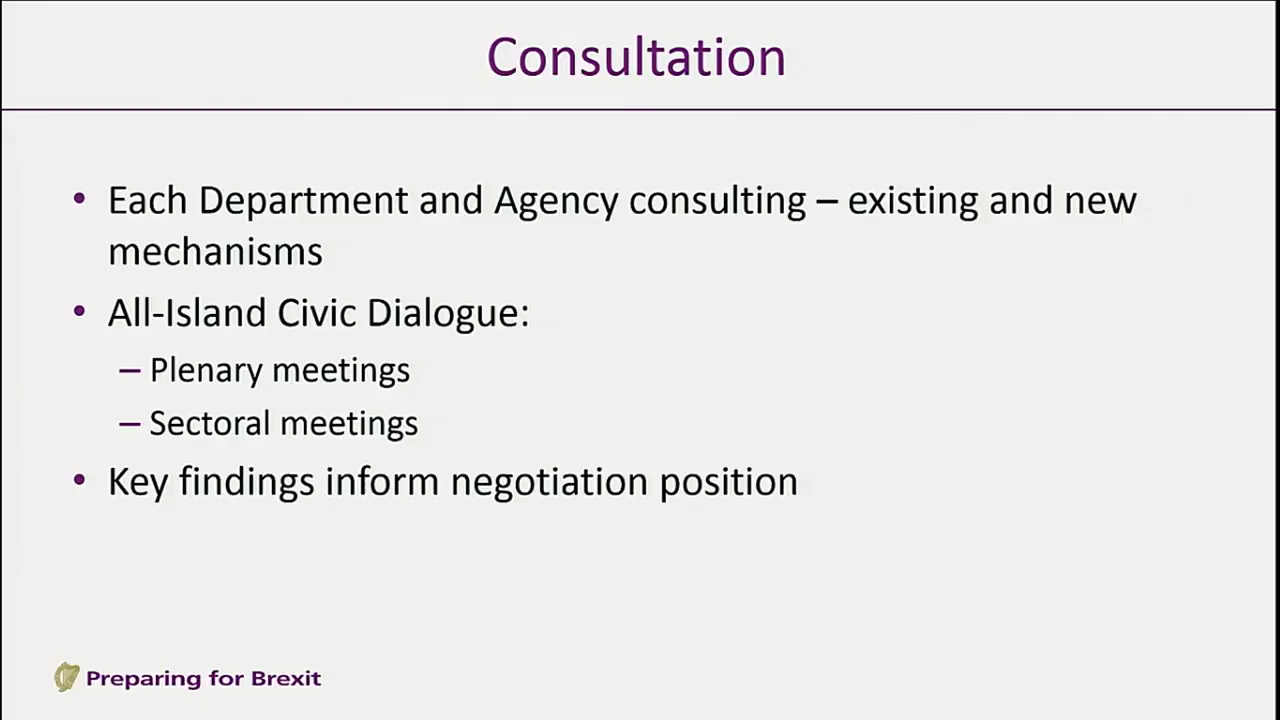 Consultation
• Each Department and Agency consulting – existing and new
mechanisms
• All-Island Civic Dialogue:
– Plenary meetings
– Sectoral meetings
• Key findings inform negotiation position
Preparing for Brexit